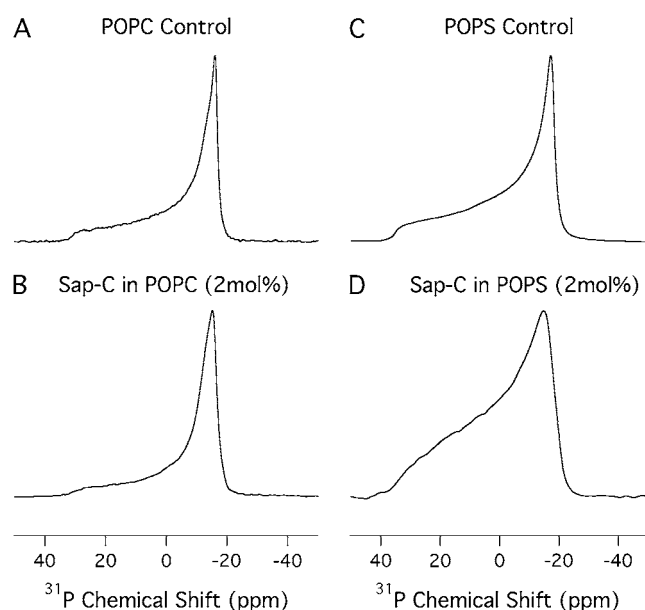 A POPC Control
C POPS Control
B Sap-C in POPC (2mol%)
D Sap-C in POPS (2mol%)
40 20 0 -20 -40
40 20 0 -20 -40
³¹P Chemical Shift (ppm)
³¹P Chemical Shift (ppm)